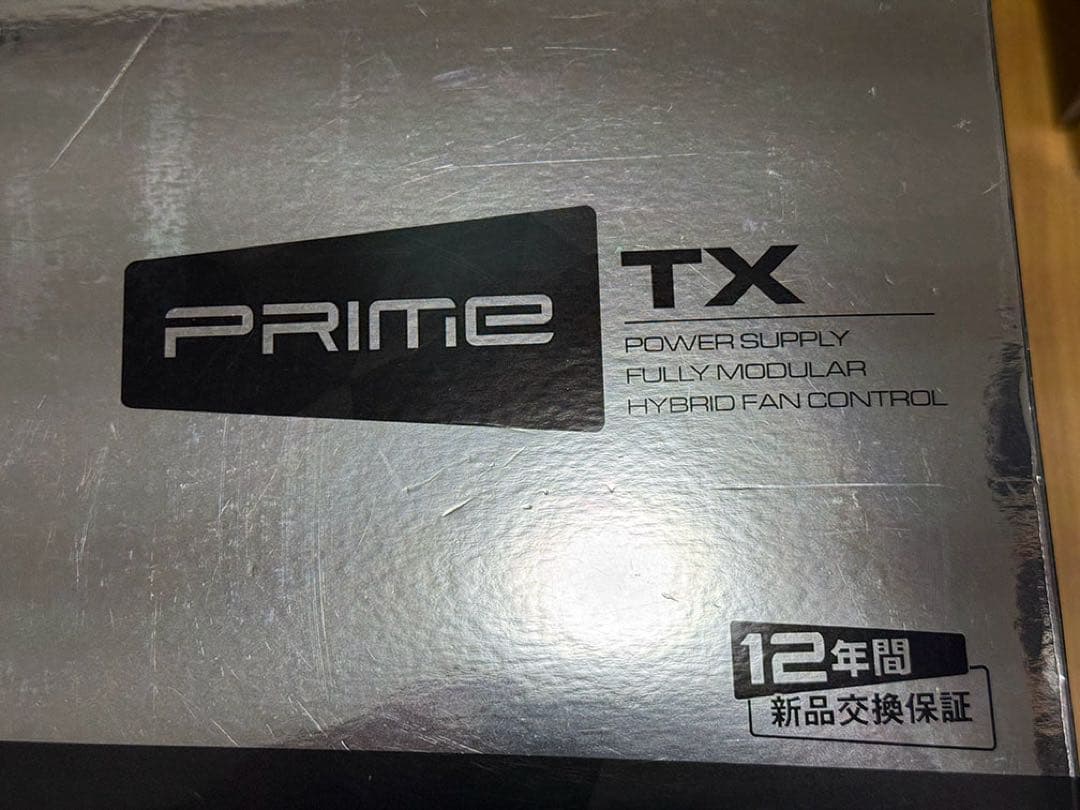 PRIME
TX
POWER SUPPLY
FULLY MODULAR
HYBRID FAN CONTROL
12年間
新品交換保証